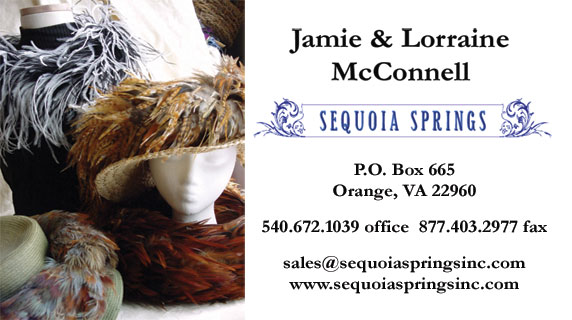 Jamie & Lorraine
McConnell
SEQUOIA SPRINGS
P.O. Box 665
Orange, VA 22960
540.672.1039 office 877.403.2977 fax
sales@sequoiaspringsinc.com
www.sequoiaspringsinc.com